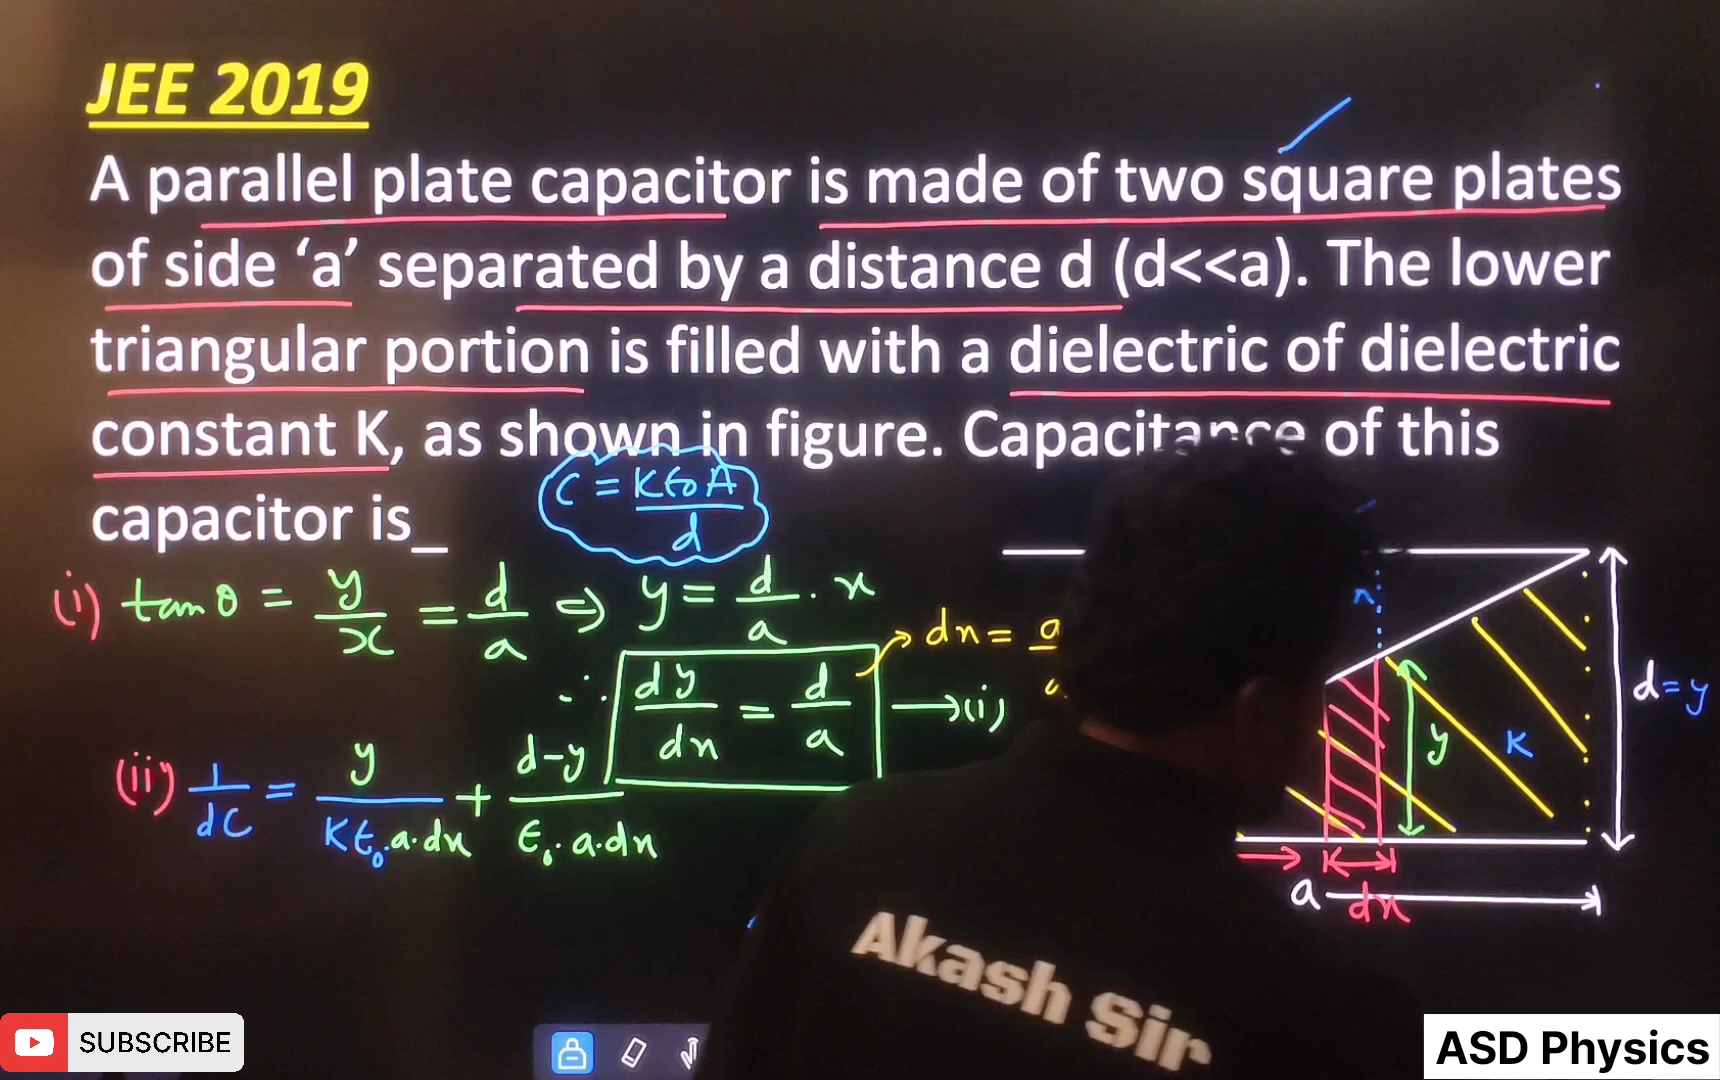 JEE 2019
A parallel plate capacitor is made of two square plates
of side ‘a’ separated by a distance d (d<<a). The lower
triangular portion is filled with a dielectric of dielectric
constant K, as shown in figure. Capacitance of this
capacitor is_
C = Kε₀A/d
(i) tan θ = y/x = d/a ⇒ y = d/a . x
∴ dy/dx = d/a → (i)
dx = a
(ii) 1/dC = y/Kε₀.a.dx + d-y/ε₀.a.dx
x
d=y
y
K
a
dx
Akash Sir
SUBSCRIBE
ASD Physics